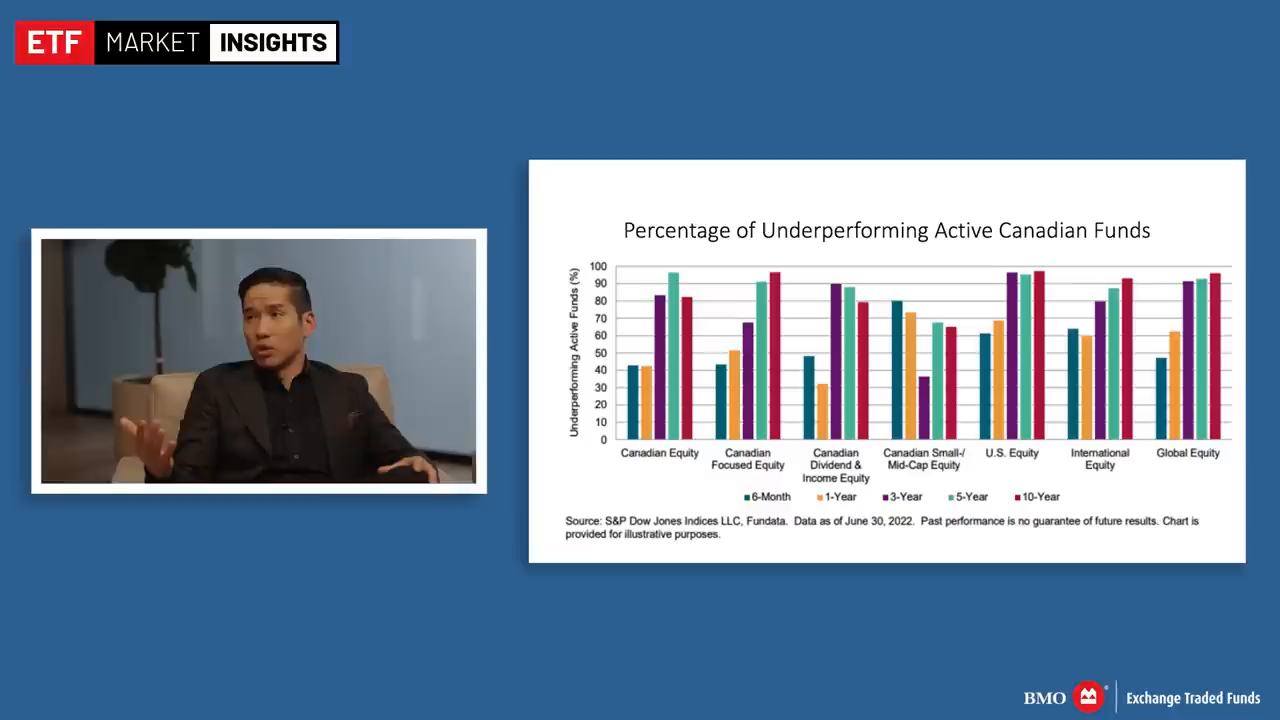 ETF MARKET INSIGHTS
Percentage of Underperforming Active Canadian Funds
Underperforming Active Funds (%)
100
90
80
70
60
50
40
30
20
10
0
Canadian Equity
Canadian
Focused Equity
Canadian
Dividend &
Income Equity
Canadian Small-/
Mid-Cap Equity
U.S. Equity
International
Equity
Global Equity
6-Month 1-Year 3-Year 5-Year 10-Year
Source: S&P Dow Jones Indices LLC, Fundata. Data as of June 30, 2022. Past performance is no guarantee of future results. Chart is
provided for illustrative purposes.
BMO ® Exchange Traded Funds